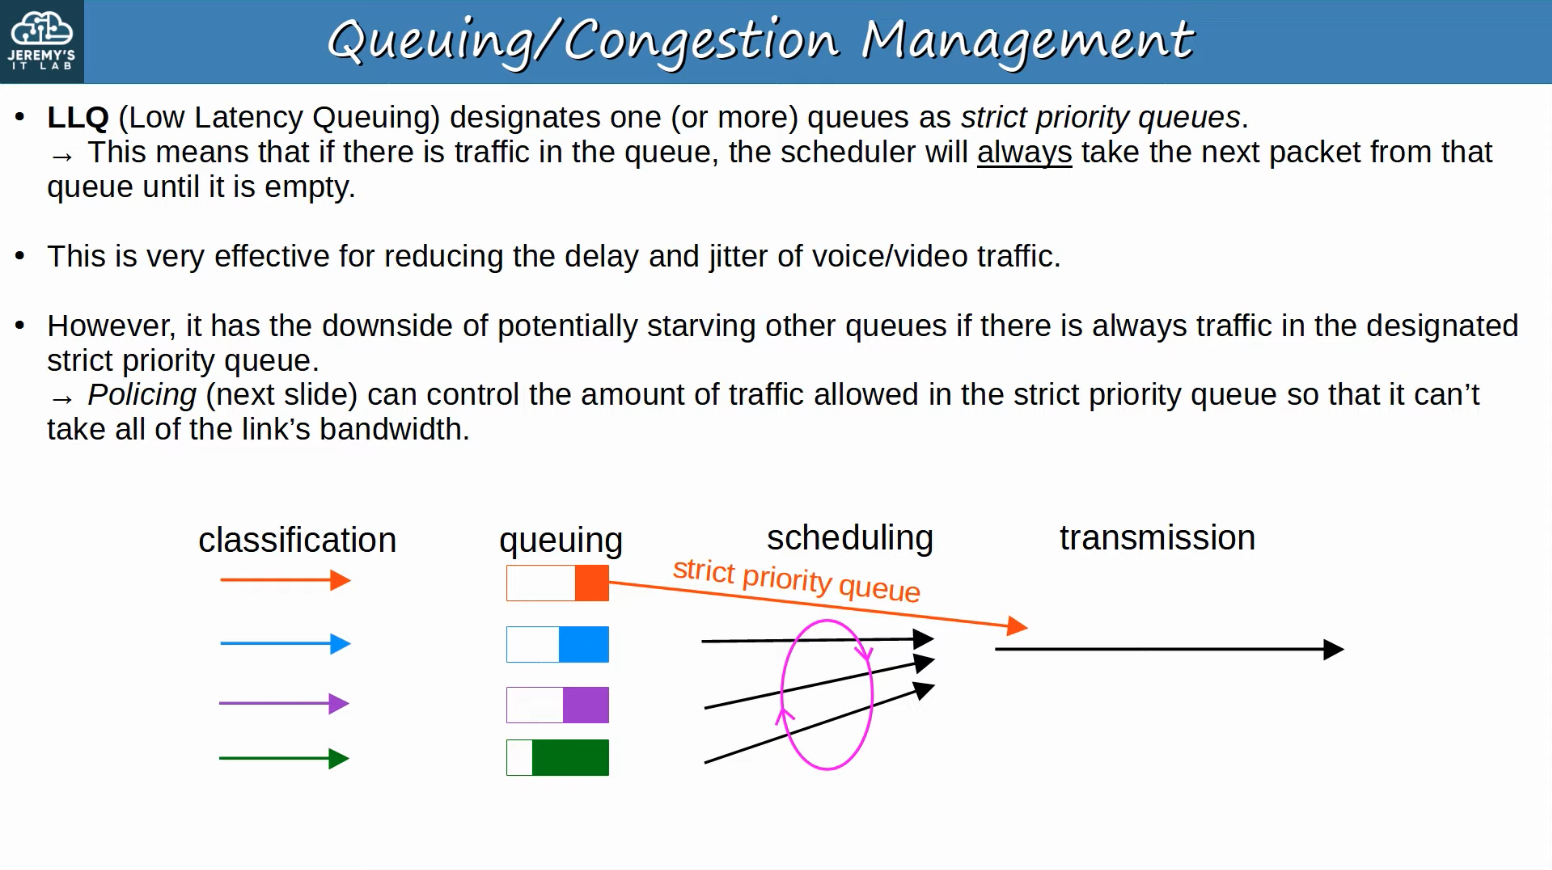 JEREMY'S
IT LAB
Queuing/Congestion Management
• LLQ (Low Latency Queuing) designates one (or more) queues as strict priority queues.
→ This means that if there is traffic in the queue, the scheduler will always take the next packet from that
queue until it is empty.
• This is very effective for reducing the delay and jitter of voice/video traffic.
• However, it has the downside of potentially starving other queues if there is always traffic in the designated
strict priority queue.
→ Policing (next slide) can control the amount of traffic allowed in the strict priority queue so that it can't
take all of the link's bandwidth.
classification
queuing
scheduling
transmission
strict priority queue